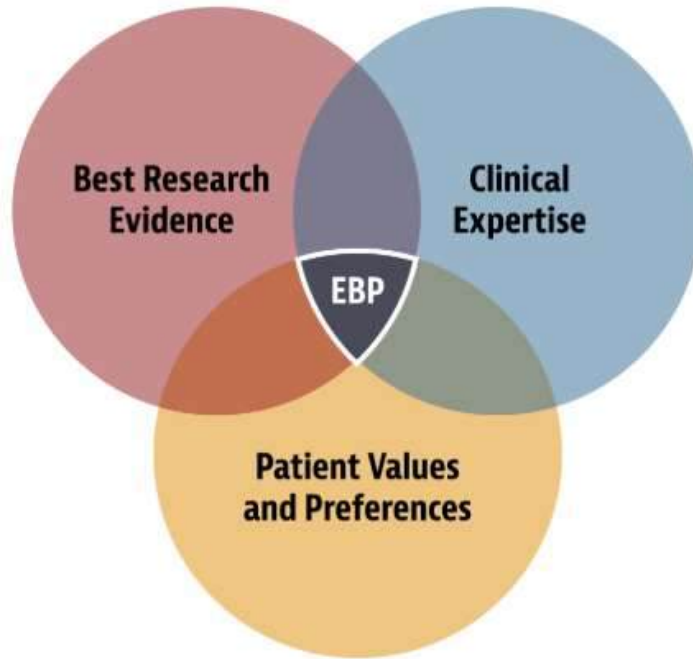 Best Research
Evidence
Clinical
Expertise
EBP
Patient Values
and Preferences